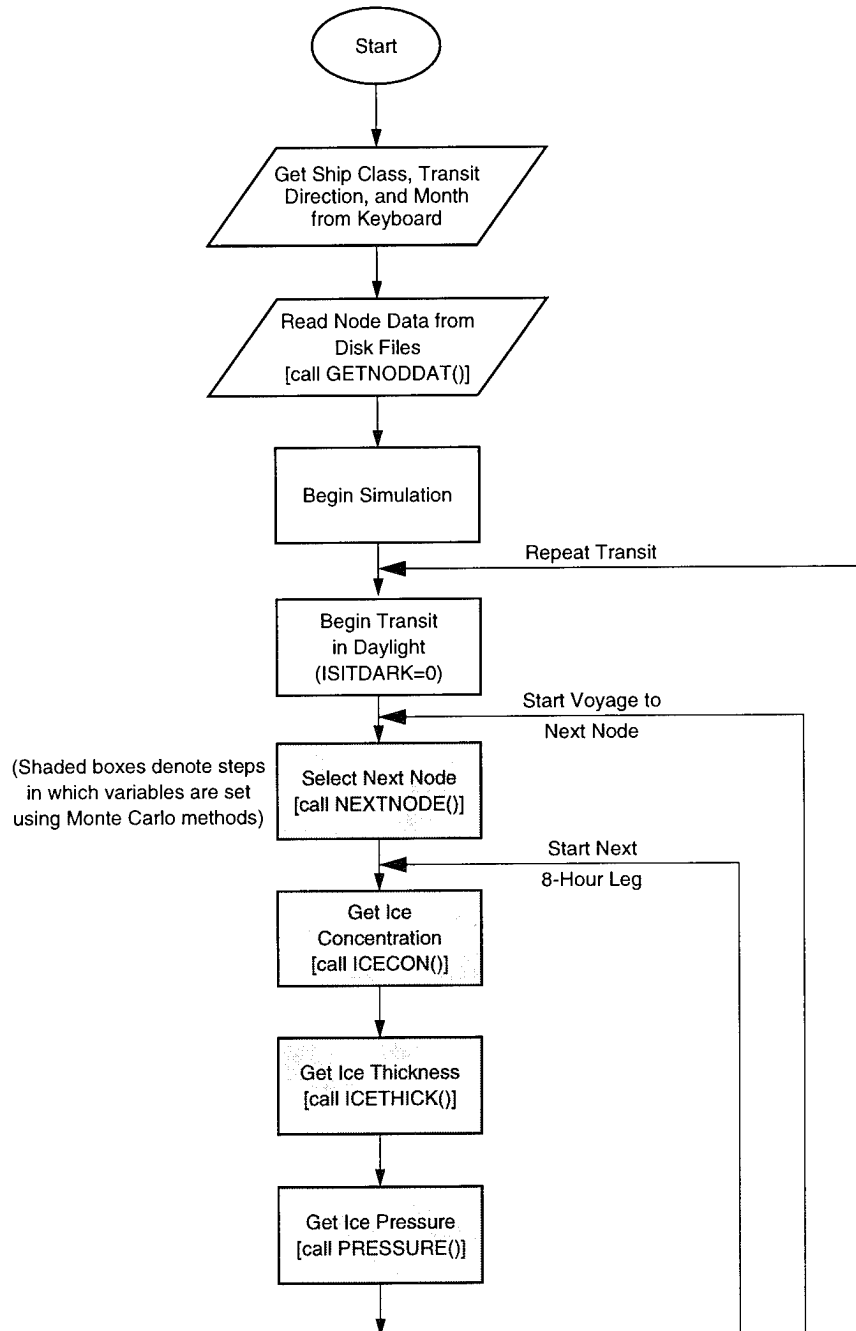 Start
Get Ship Class, Transit
Direction, and Month
from Keyboard
Read Node Data from
Disk Files
[call GETNODDAT()]
Begin Simulation
Repeat Transit
Begin Transit
in Daylight
(ISITDARK=0)
Start Voyage to
Next Node
(Shaded boxes denote steps
in which variables are set
using Monte Carlo methods)
Select Next Node
[call NEXTNODE()]
Start Next
8-Hour Leg
Get Ice
Concentration
[call ICECON()]
Get Ice Thickness
[call ICETHICK()]
Get Ice Pressure
[call PRESSURE()]